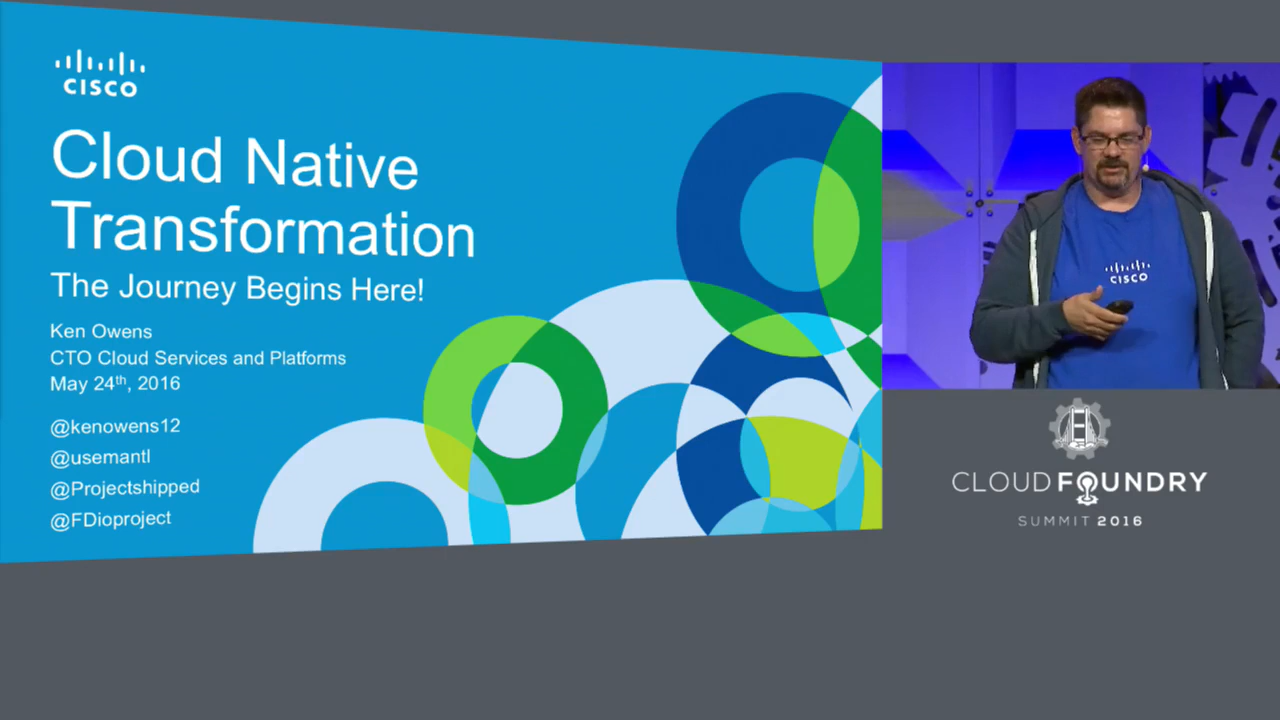 CISCO
Cloud Native
Transformation
The Journey Begins Here!
Ken Owens
CTO Cloud Services and Platforms
May 24th, 2016
@kenowens12
@usemantl
@Projectshipped
@FDioproject
CISCO
CLOUD FOUNDRY
SUMMIT 2016